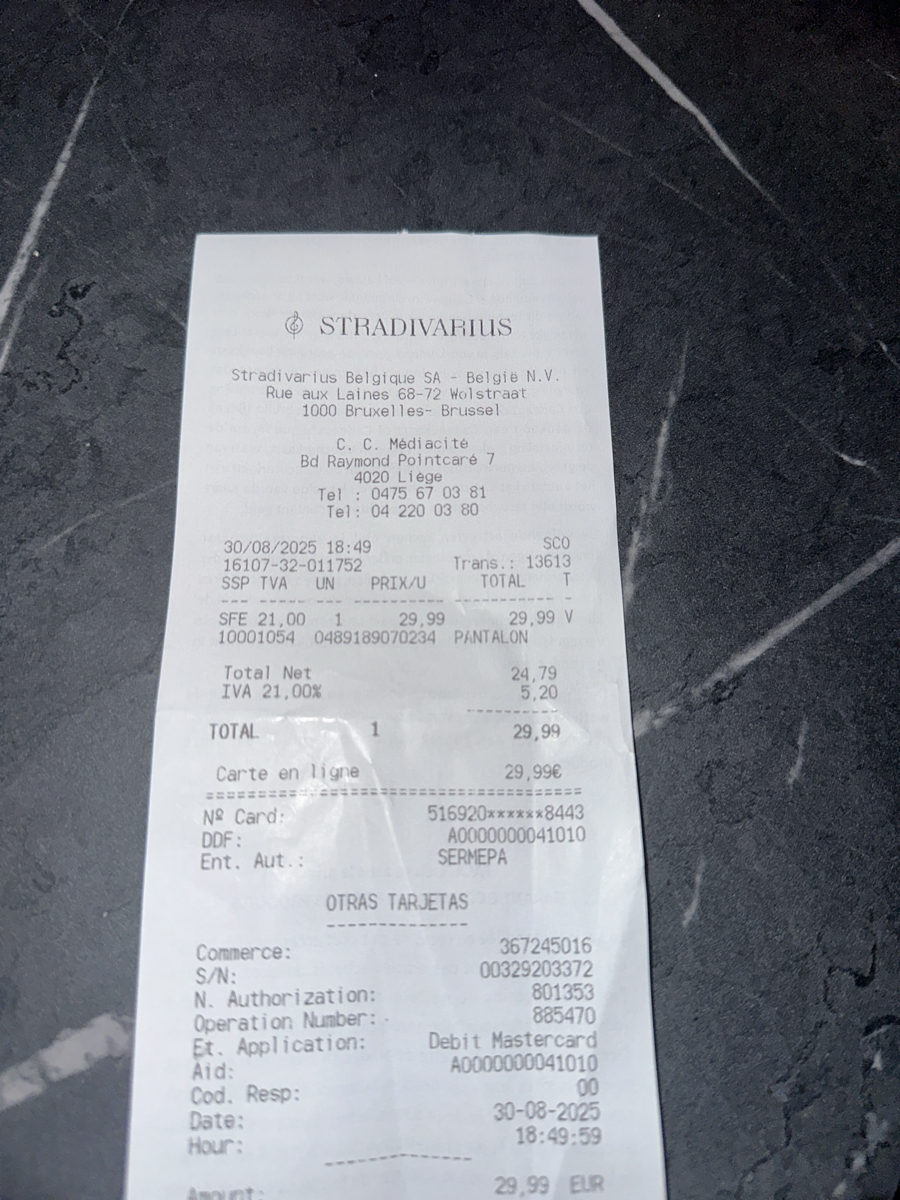 STRADIVARIUS
Stradivarius Belgique SA - België N.V.
Rue aux Laines 68-72 Wolstraat
1000 Bruxelles- Brussel
C. C. Médiacité
Bd Raymond Pointcaré 7
4020 Liège
Tel : 0475 67 03 81
Tel: 04 220 03 80
30/08/2025 18:49 SCO
16107-32-011752 Trans.: 13613
SSP TVA UN PRIX/U TOTAL T
--- ----- --- -------- --------- -
SFE 21,00 1 29,99 29,99 V
10001054 0489189070234 PANTALON
Total Net 24,79
IVA 21,00% 5,20
----------
TOTAL 1 29,99
Carte en ligne 29,99€
========================================
Nº Card: 516920******8443
DDF: A0000000041010
Ent. Aut.: SERMEPA
OTRAS TARJETAS
--------------
Commerce: 367245016
S/N: 00329203372
N. Authorization: 801353
Operation Number: 885470
Et. Application: Debit Mastercard
Aid: A0000000041010
Cod. Resp: 00
Date: 30-08-2025
Hour: 18:49:59
--------------
Amount: 29,99 EUR